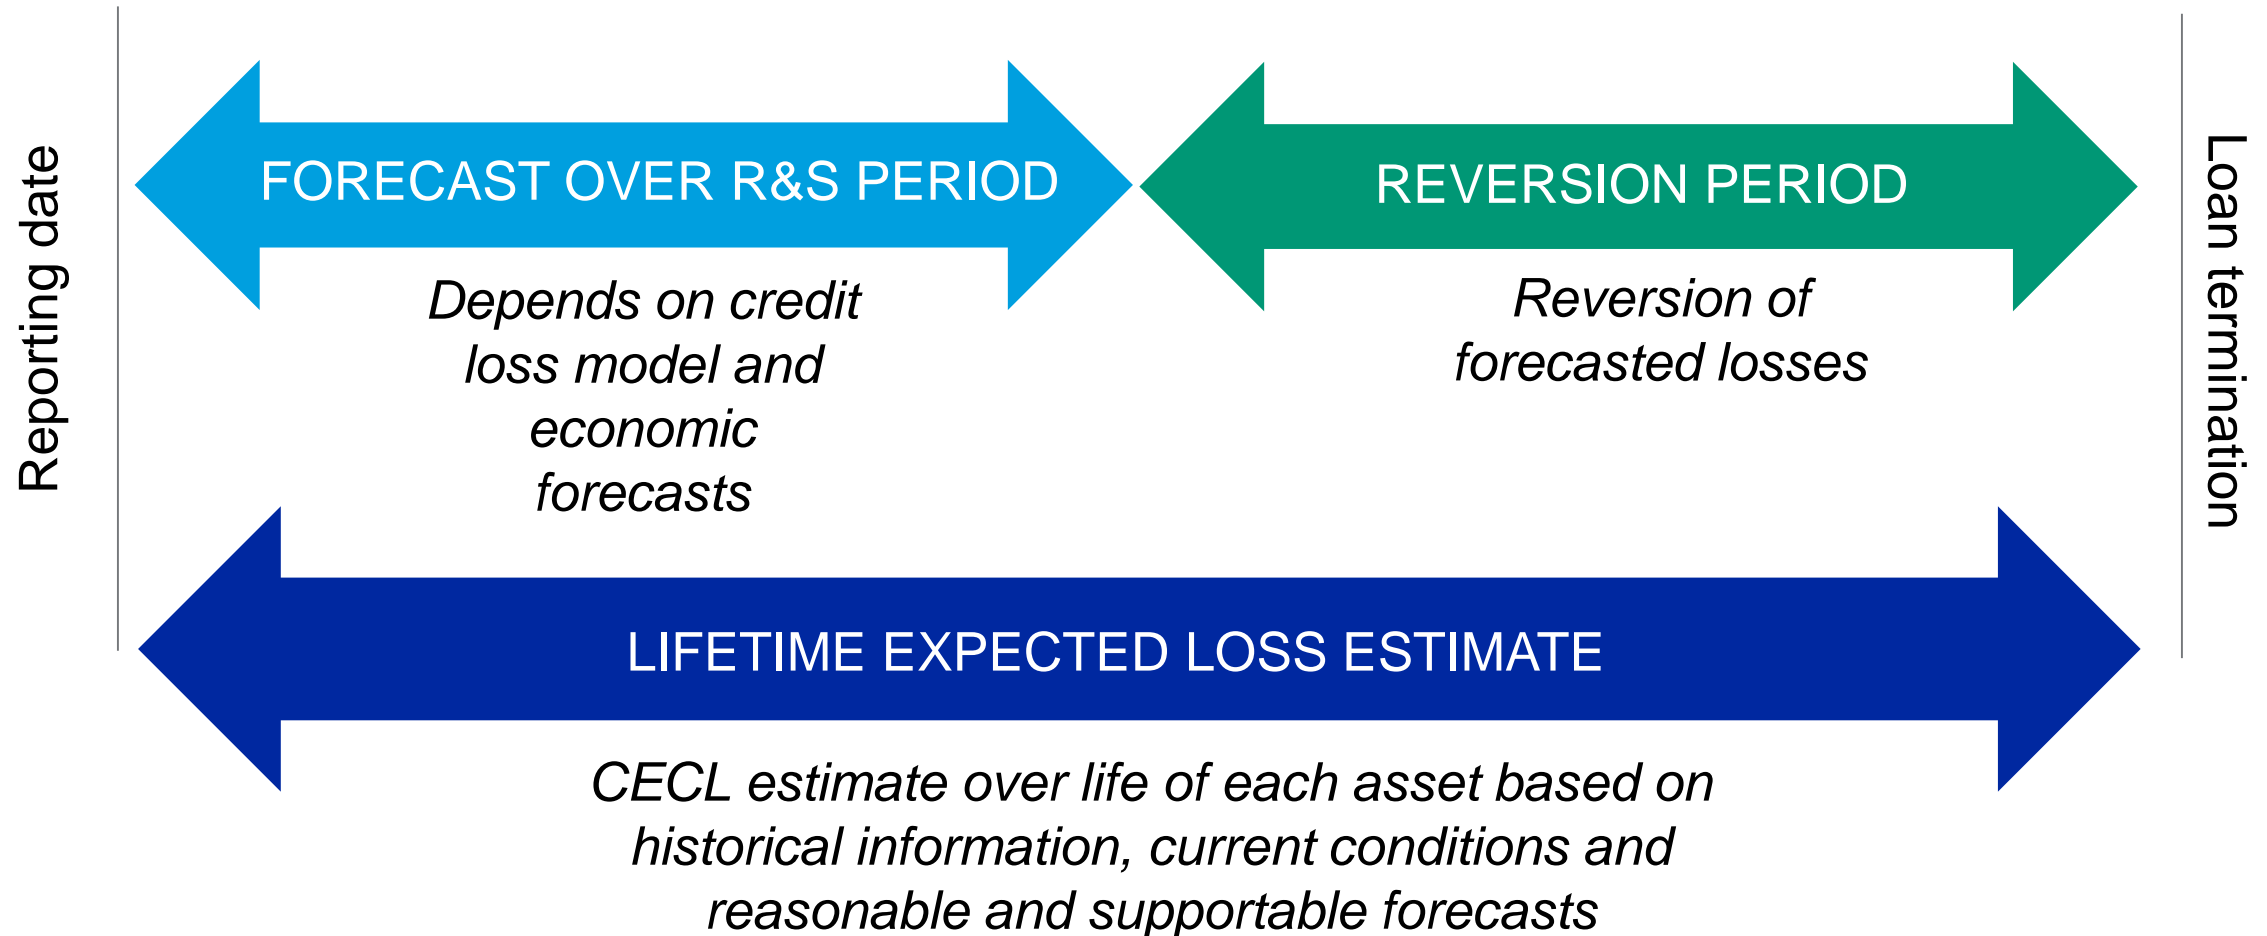 Reporting date
FORECAST OVER R&S PERIOD
Depends on credit
loss model and
economic
forecasts
REVERSION PERIOD
Reversion of
forecasted losses
Loan termination
LIFETIME EXPECTED LOSS ESTIMATE
CECL estimate over life of each asset based on
historical information, current conditions and
reasonable and supportable forecasts